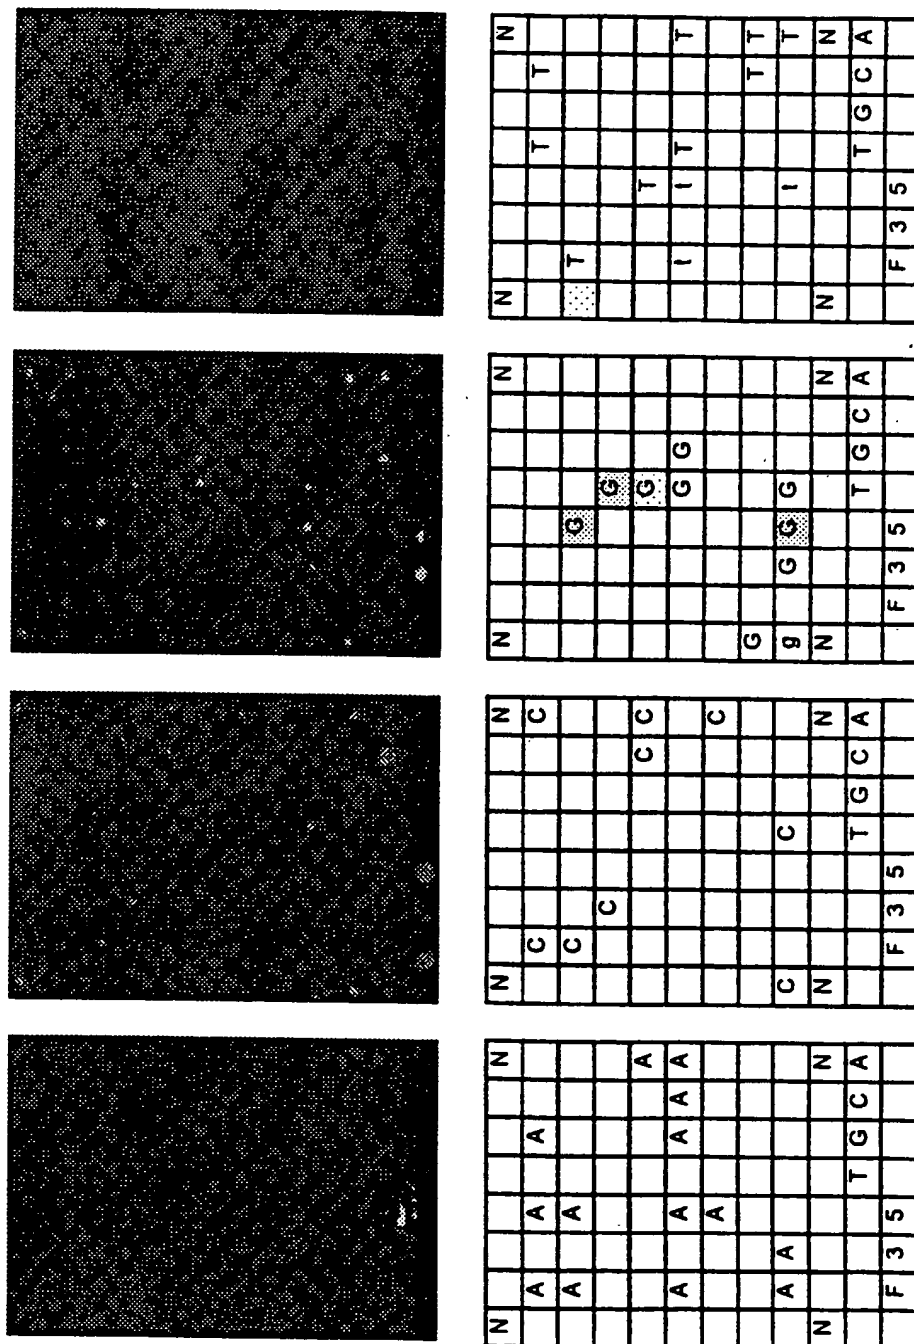 N N N N N N N N
A A A C C T T
A A C G T
C G
A C C G T
A A A A A G G t t T T
A C
G T T
A A C C g G G G t T
N N N N N N N N
T G C A T G C A T G C A T G C A
F 3 5 F 3 5 F 3 5 F 3 5